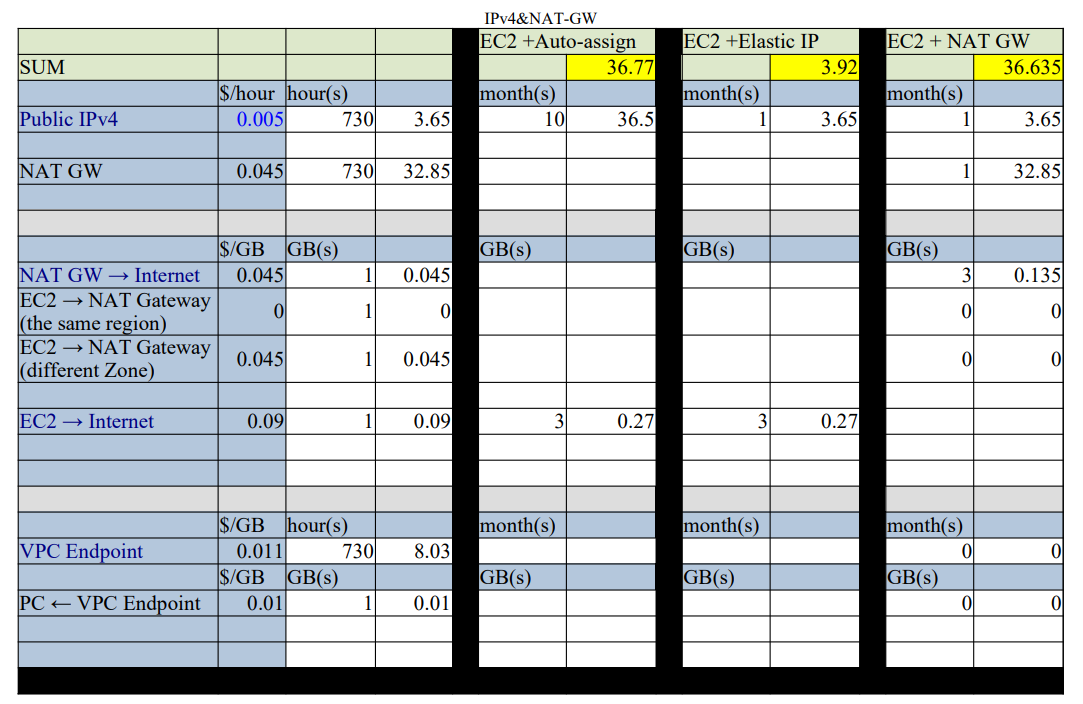 IPv4&NAT-GW
EC2 +Auto-assign EC2 +Elastic IP EC2 + NAT GW
SUM 36.77 3.92 36.635
$/hour hour(s) month(s) month(s) month(s)
Public IPv4 0.005 730 3.65 10 36.5 1 3.65 1 3.65
NAT GW 0.045 730 32.85 1 32.85
$/GB GB(s) GB(s) GB(s) GB(s)
NAT GW → Internet 0.045 1 0.045 3 0.135
EC2 → NAT Gateway
(the same region) 0 1 0 0 0
EC2 → NAT Gateway
(different Zone) 0.045 1 0.045 0 0
EC2 → Internet 0.09 1 0.09 3 0.27 3 0.27
$/GB hour(s) month(s) month(s) month(s)
VPC Endpoint 0.011 730 8.03 0 0
$/GB GB(s) GB(s) GB(s) GB(s)
PC ← VPC Endpoint 0.01 1 0.01 0 0